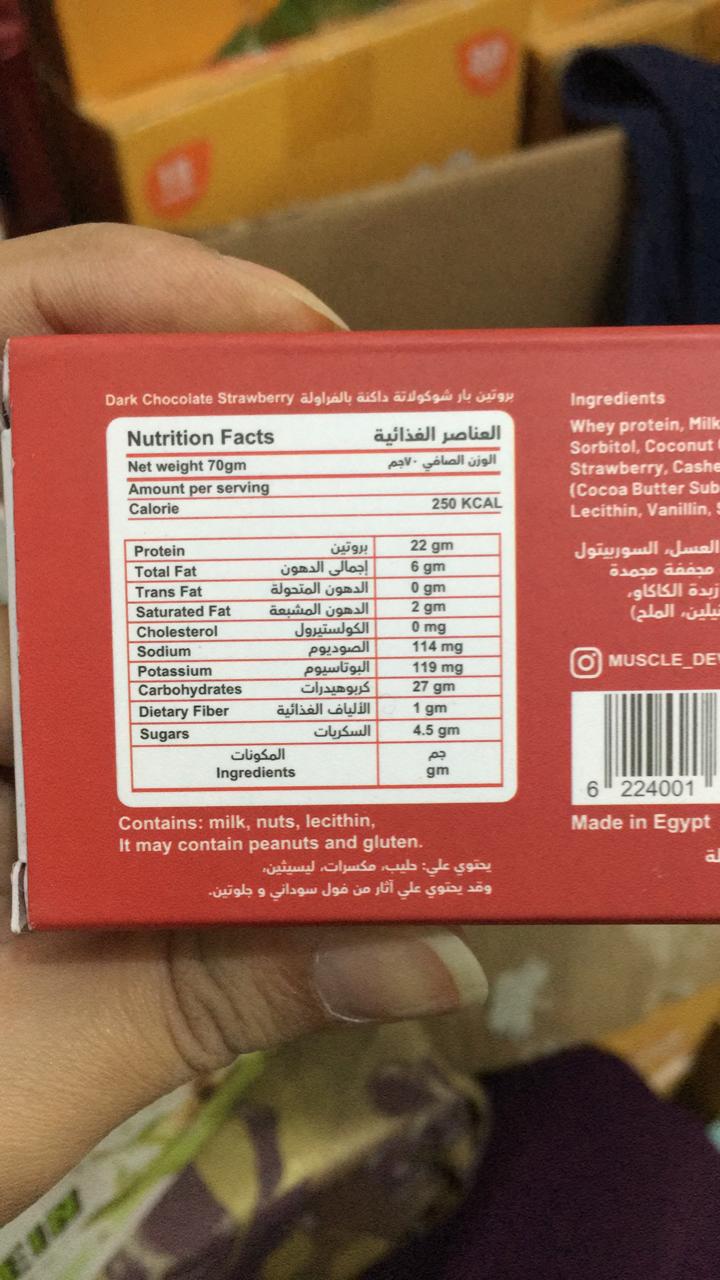 Dark Chocolate Strawberry بروتين بار شوكولاتة داكنة بالفراولة
Nutrition Facts العناصر الغذائية
Net weight 70gm الوزن الصافي ٧٠جم
Amount per serving
Calorie 250 KCAL
Protein بروتين 22 gm
Total Fat إجمالى الدهون 6 gm
Trans Fat الدهون المتحولة 0 gm
Saturated Fat الدهون المشبعة 2 gm
Cholesterol الكولستيرول 0 mg
Sodium الصوديوم 114 mg
Potassium البوتاسيوم 119 mg
Carbohydrates كربوهيدرات 27 gm
Dietary Fiber الألياف الغذائية 1 gm
Sugars السكريات 4.5 gm
المكونات جم
Ingredients gm
Contains: milk, nuts, lecithin,
It may contain peanuts and gluten.
يحتوي علي: حليب، مكسرات، ليسيثين،
وقد يحتوي علي آثار من فول سوداني و جلوتين.
Ingredients
Whey protein, Milk
Sorbitol, Coconut
Strawberry,
(Cocoa Butter
Lecithin, Vanillin,
العسل، السوربيتول
مجففة مجمدة
زبدة الكاكاو،
الملح)
MUSCLE_DE
6 224001
Made in Egypt
EIN